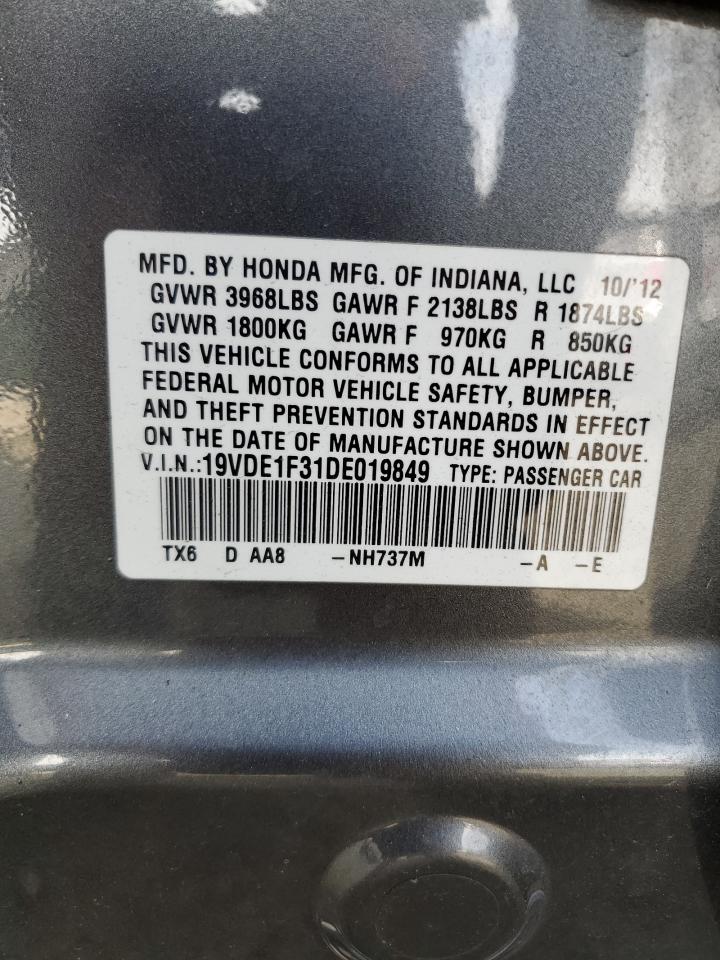 MFD. BY HONDA MFG. OF INDIANA, LLC 10/'12
GVWR 3968LBS GAWR F 2138LBS R 1874LBS
GVWR 1800KG GAWR F 970KG R 850KG
THIS VEHICLE CONFORMS TO ALL APPLICABLE
FEDERAL MOTOR VEHICLE SAFETY, BUMPER,
AND THEFT PREVENTION STANDARDS IN EFFECT
ON THE DATE OF MANUFACTURE SHOWN ABOVE.
V.I.N.:19VDE1F31DE019849 TYPE: PASSENGER CAR
TX6 D AA8 -NH737M -A -E